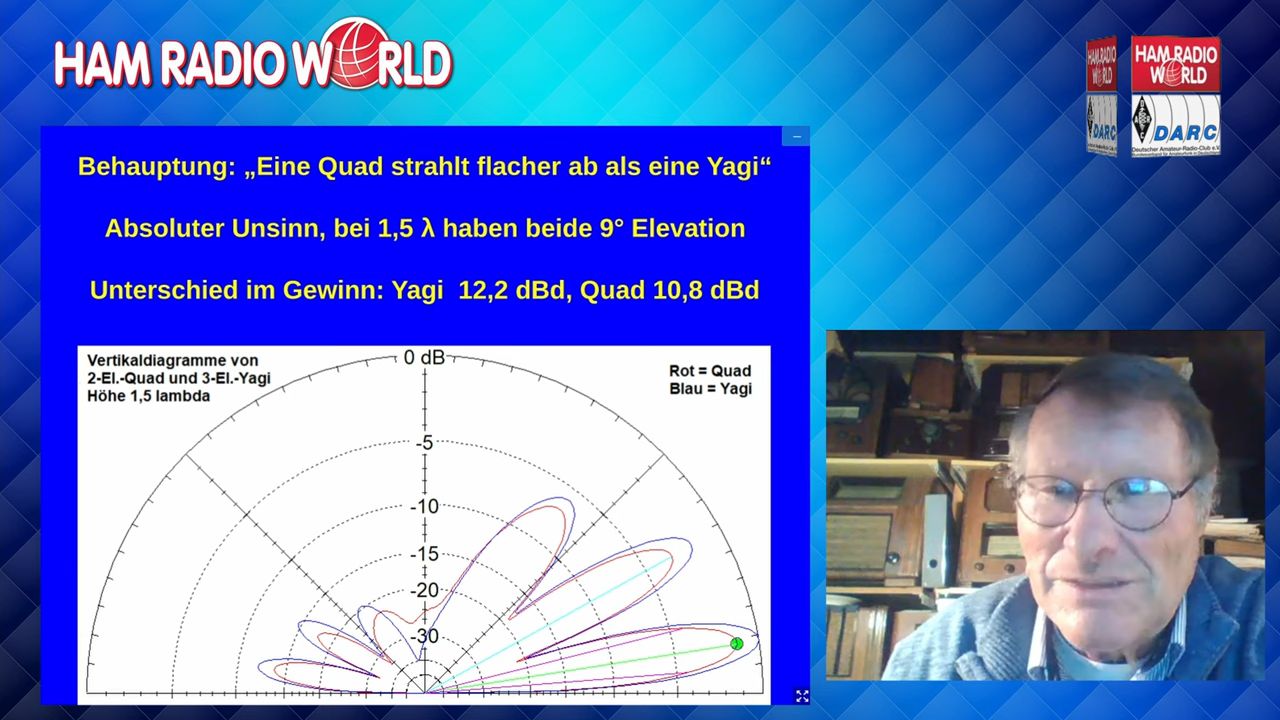 HAM RADIO WORLD
HAM RADIO
WORLD
DARC
HAM RADIO
WORLD
DARC
Deutscher Amateur-Radio-Club e.V.
Behauptung: „Eine Quad strahlt flacher ab als eine Yagi“
Absoluter Unsinn, bei 1,5 λ haben beide 9° Elevation
Unterschied im Gewinn: Yagi 12,2 dBd, Quad 10,8 dBd
Vertikaldiagramme von
2-El.-Quad und 3-El.-Yagi
Höhe 1,5 lambda
0 dB
Rot = Quad
Blau = Yagi
-5
-10
-15
-20
-30